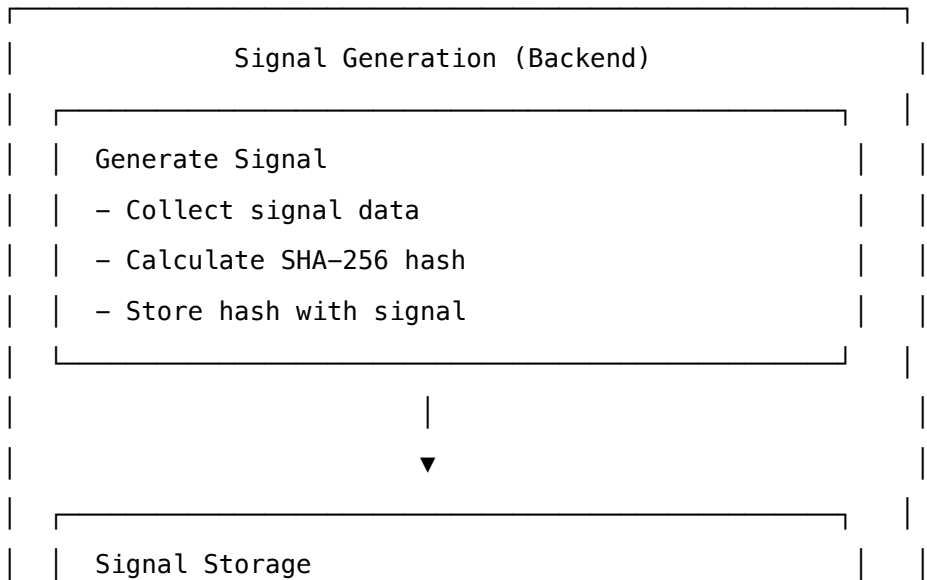 Signal Generation (Backend)
Generate Signal
- Collect signal data
- Calculate SHA-256 hash
- Store hash with signal
▼
Signal Storage